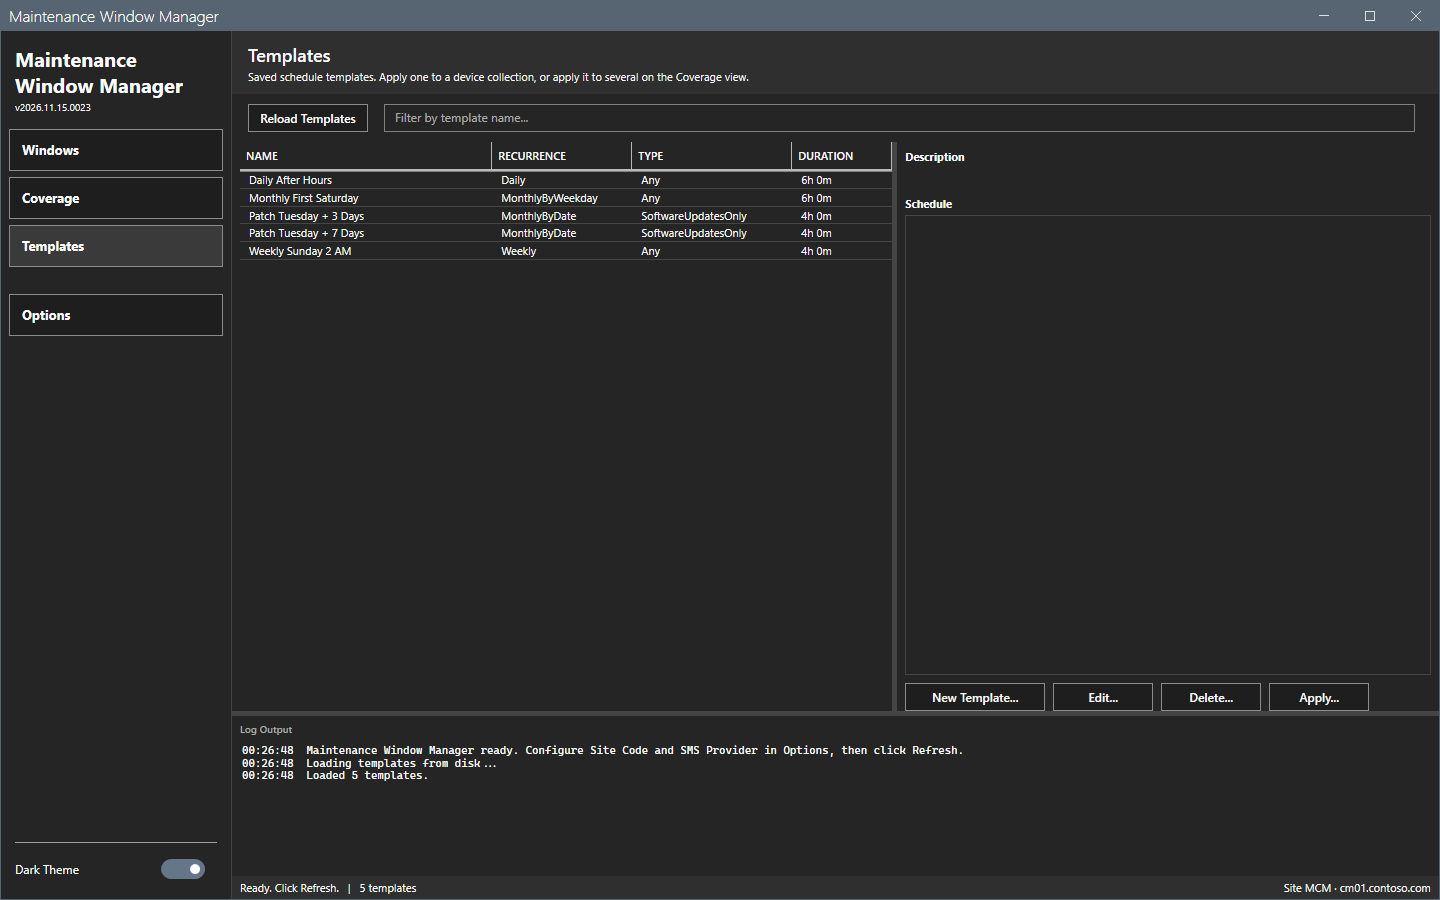 Maintenance Window Manager
Maintenance
Window Manager
v2026.11.15.0023
Windows
Coverage
Templates
Options
Dark Theme
Templates
Saved schedule templates. Apply one to a device collection, or apply it to several on the Coverage view.
Reload Templates
Filter by template name...
NAME RECURRENCE TYPE DURATION
Daily After Hours Daily Any 6h 0m
Monthly First Saturday MonthlyByWeekday Any 6h 0m
Patch Tuesday + 3 Days MonthlyByDate SoftwareUpdatesOnly 4h 0m
Patch Tuesday + 7 Days MonthlyByDate SoftwareUpdatesOnly 4h 0m
Weekly Sunday 2 AM Weekly Any 4h 0m
Description
Schedule
New Template... Edit... Delete... Apply...
Log Output
00:26:48 Maintenance Window Manager ready. Configure Site Code and SMS Provider in Options, then click Refresh.
00:26:48 Loading templates from disk...
00:26:48 Loaded 5 templates.
Ready. Click Refresh. | 5 templates
Site MCM · cm01.contoso.com